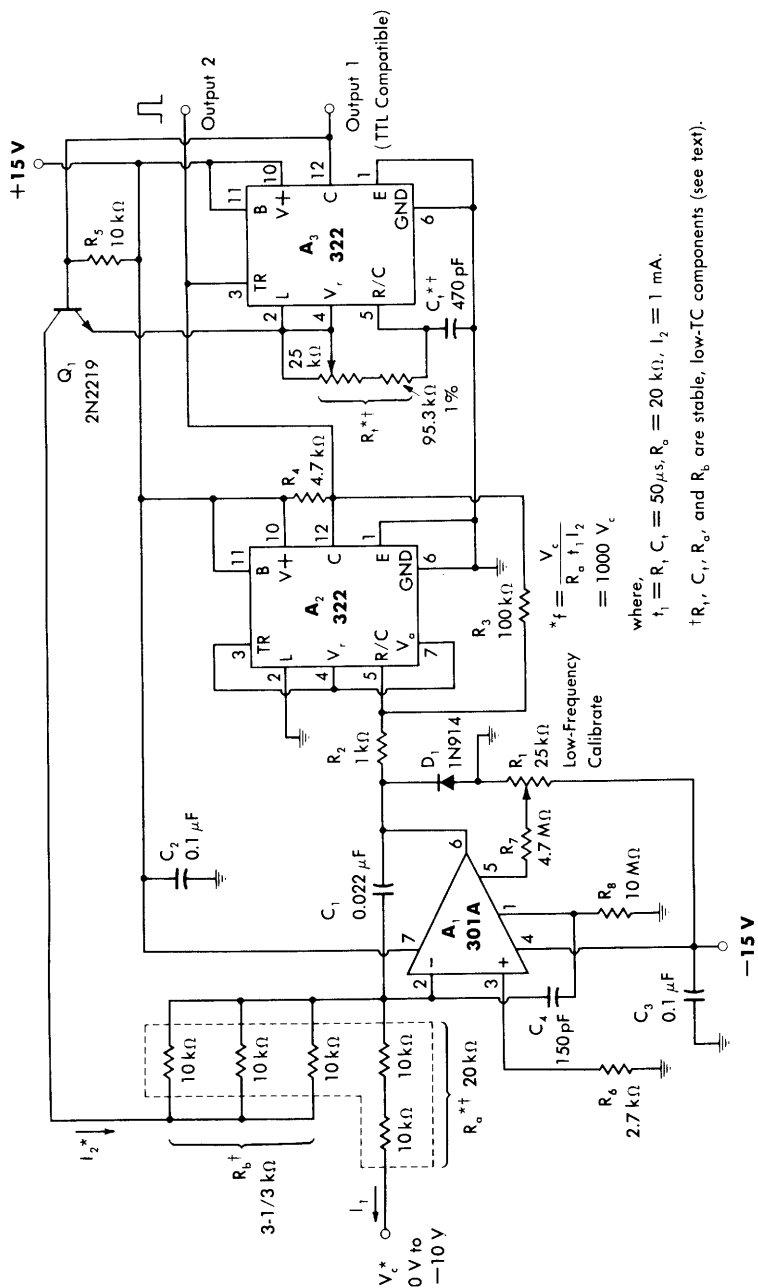 +15 V
Output 2
Output 1
(TTL Compatible)
Q₁
2N2219
R₅
10 kΩ
11
B
V+
10
C
12
A₃
322
3
TR
L
2
Vᵣ
4
R/C
5
E
1
GND
6
25
kΩ
Rₜ*†
95.3 kΩ
1%
Cₜ*†
470 pF
R₄
4.7 kΩ
11
B
V+
10
C
12
A₂
322
3
TR
L
2
Vᵣ
4
R/C
5
Vₐ
7
E
1
GND
6
R₃
100 kΩ
R₂
1 kΩ
D₁
1N914
R₁
25 kΩ
Low-Frequency
Calibrate
C₂
0.1 μF
C₁
0.022 μF
7
6
5
A₁
301A
1
4
2
−
3
+
R₇
4.7 MΩ
R₈
10 MΩ
C₄
150 pF
C₃
0.1 μF
−15 V
R₆
2.7 kΩ
I₂*
10 kΩ
10 kΩ
10 kΩ
R_b†
3-1/3 kΩ
10 kΩ
10 kΩ
Rₐ*† 20 kΩ
I₁
V_c*
0 V to
−10 V
*f = V_c / Rₐ t₁ I₂
= 1000 V_c
where,
t₁ = Rₜ Cₜ = 50 μs, Rₐ = 20 kΩ, I₂ = 1 mA.
†Rₜ, Cₜ, Rₐ, and R_b are stable, low-TC components (see text).